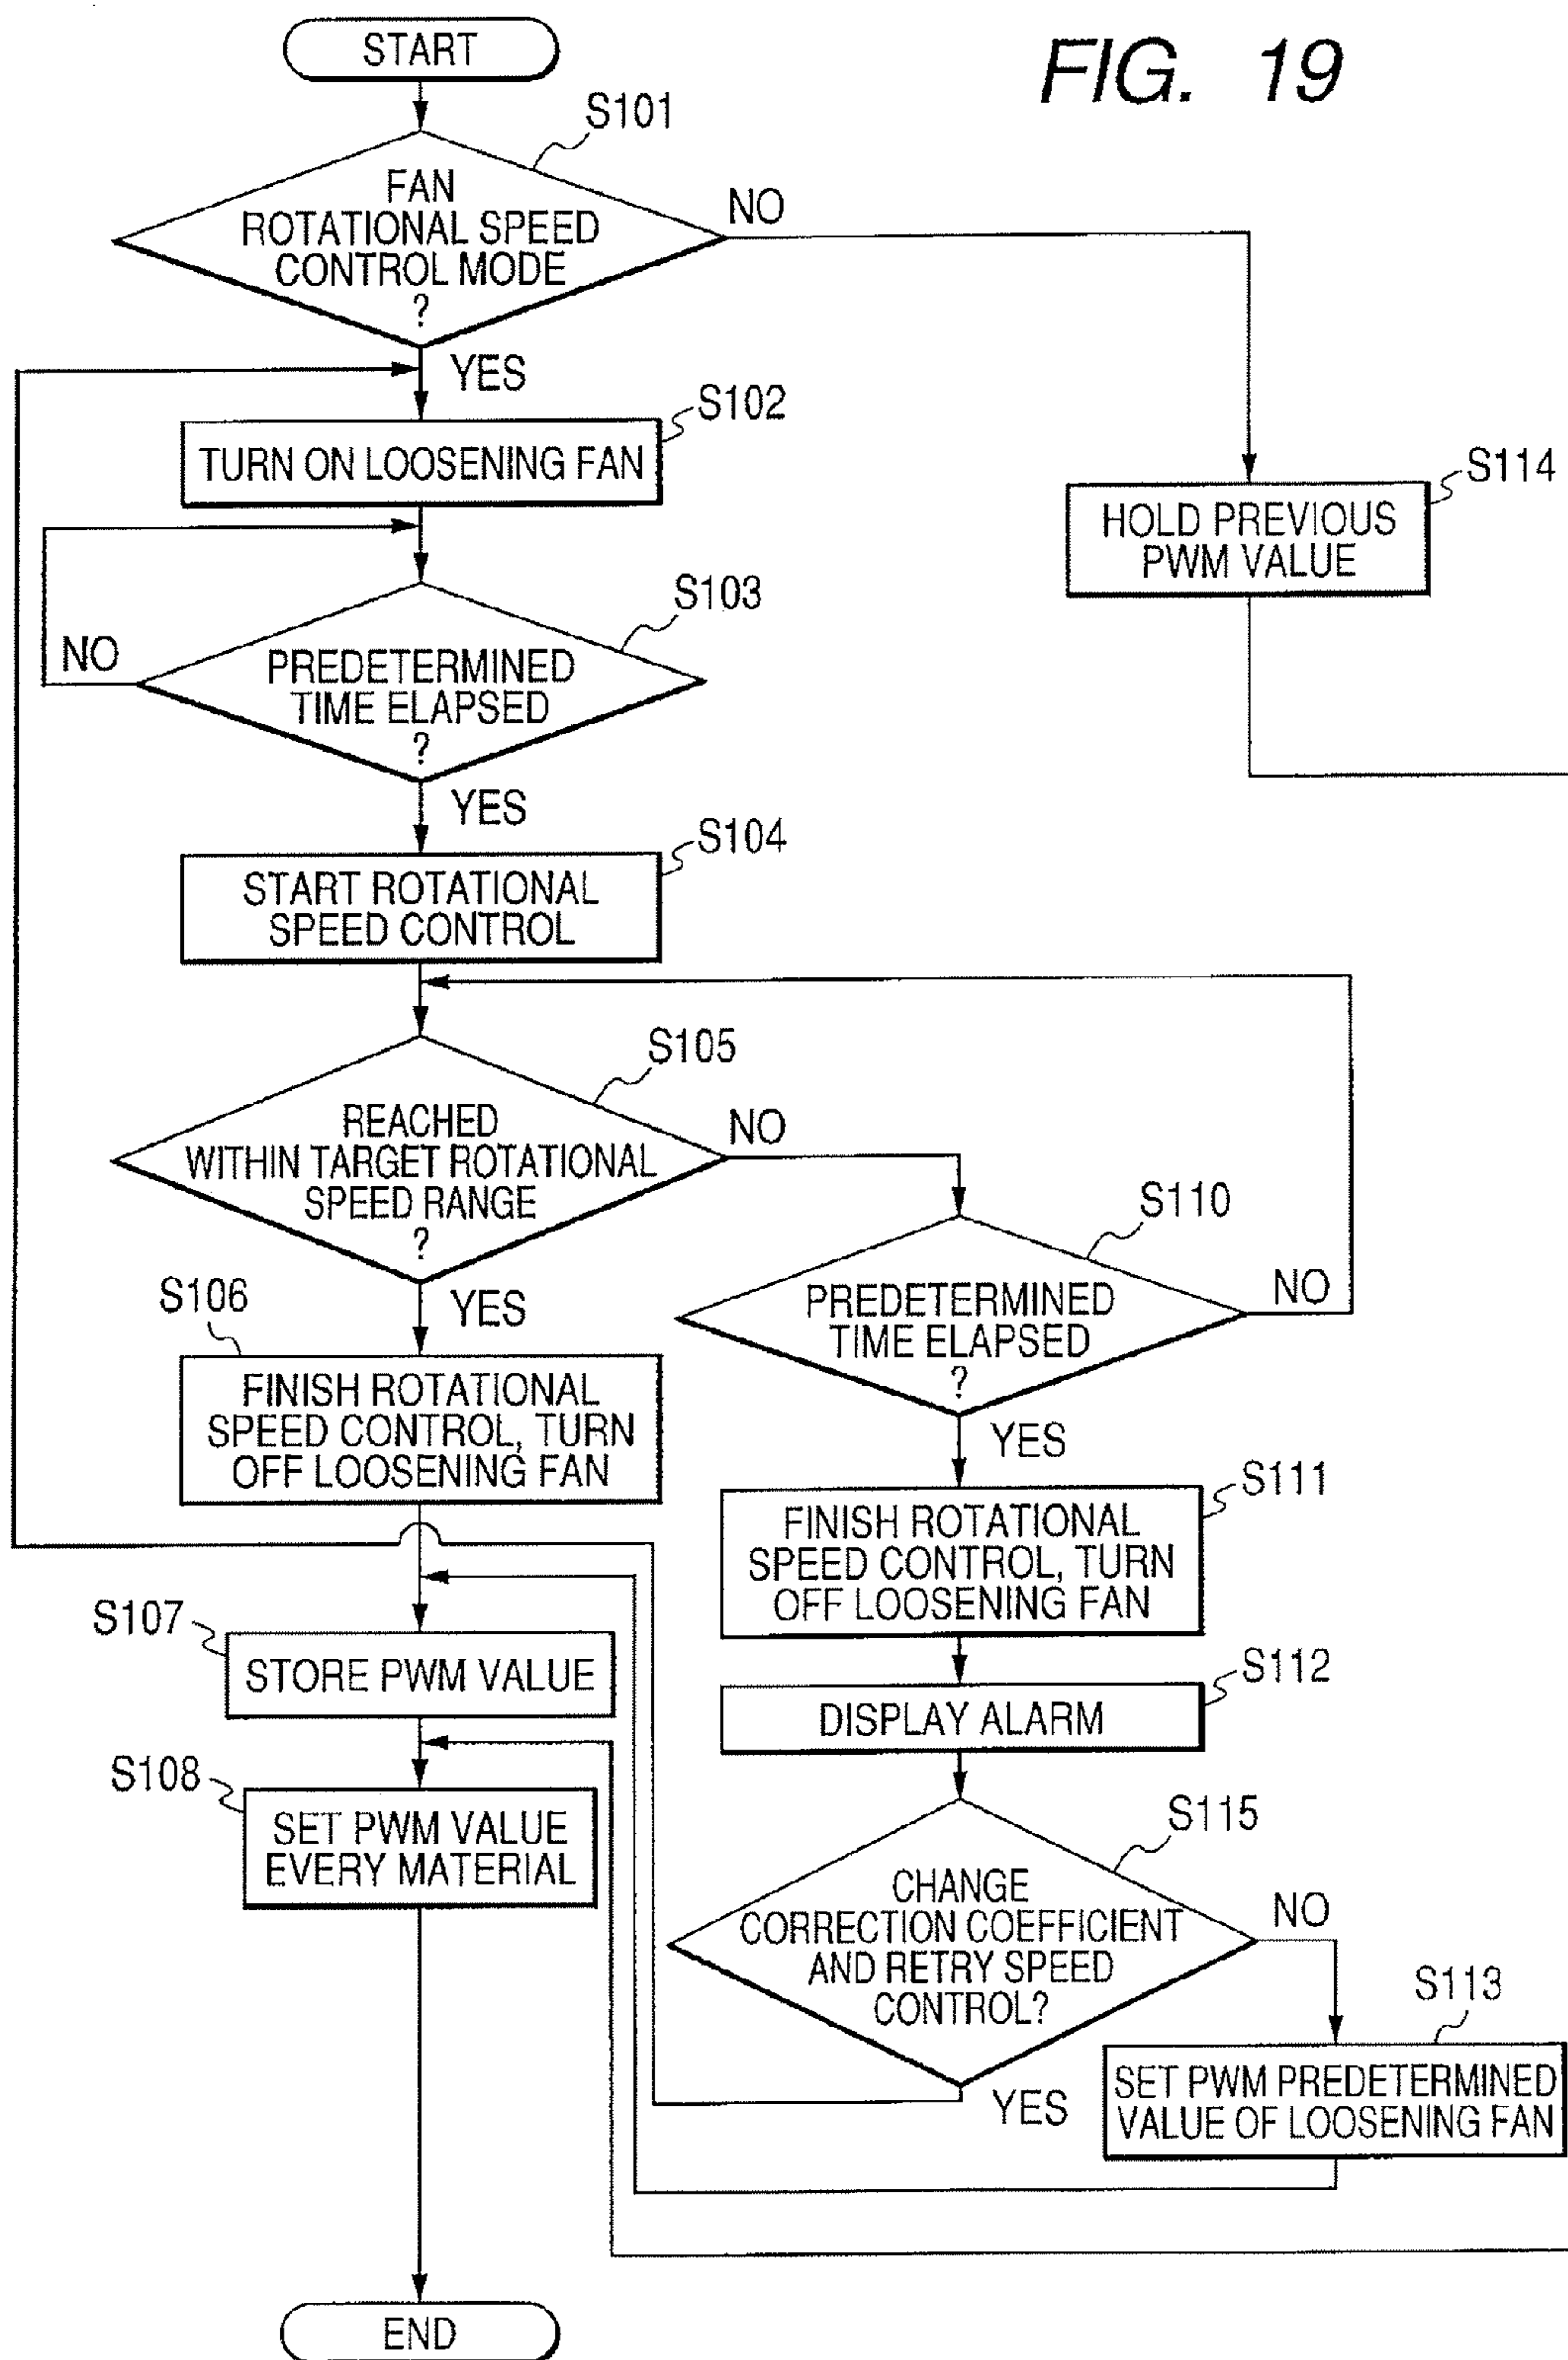 FIG. 19
START
S101
FAN
ROTATIONAL SPEED
CONTROL MODE
?
NO
YES
S102
TURN ON LOOSENING FAN
S114
HOLD PREVIOUS
PWM VALUE
S103
NO
PREDETERMINED
TIME ELAPSED
?
YES
S104
START ROTATIONAL
SPEED CONTROL
S105
REACHED
WITHIN TARGET ROTATIONAL
SPEED RANGE
?
NO
YES
S110
PREDETERMINED
TIME ELAPSED
?
NO
YES
S106
FINISH ROTATIONAL
SPEED CONTROL, TURN
OFF LOOSENING FAN
S111
FINISH ROTATIONAL
SPEED CONTROL, TURN
OFF LOOSENING FAN
S107
STORE PWM VALUE
S112
DISPLAY ALARM
S108
SET PWM VALUE
EVERY MATERIAL
S115
CHANGE
CORRECTION COEFFICIENT
AND RETRY SPEED
CONTROL?
NO
YES
S113
SET PWM PREDETERMINED
VALUE OF LOOSENING FAN
END